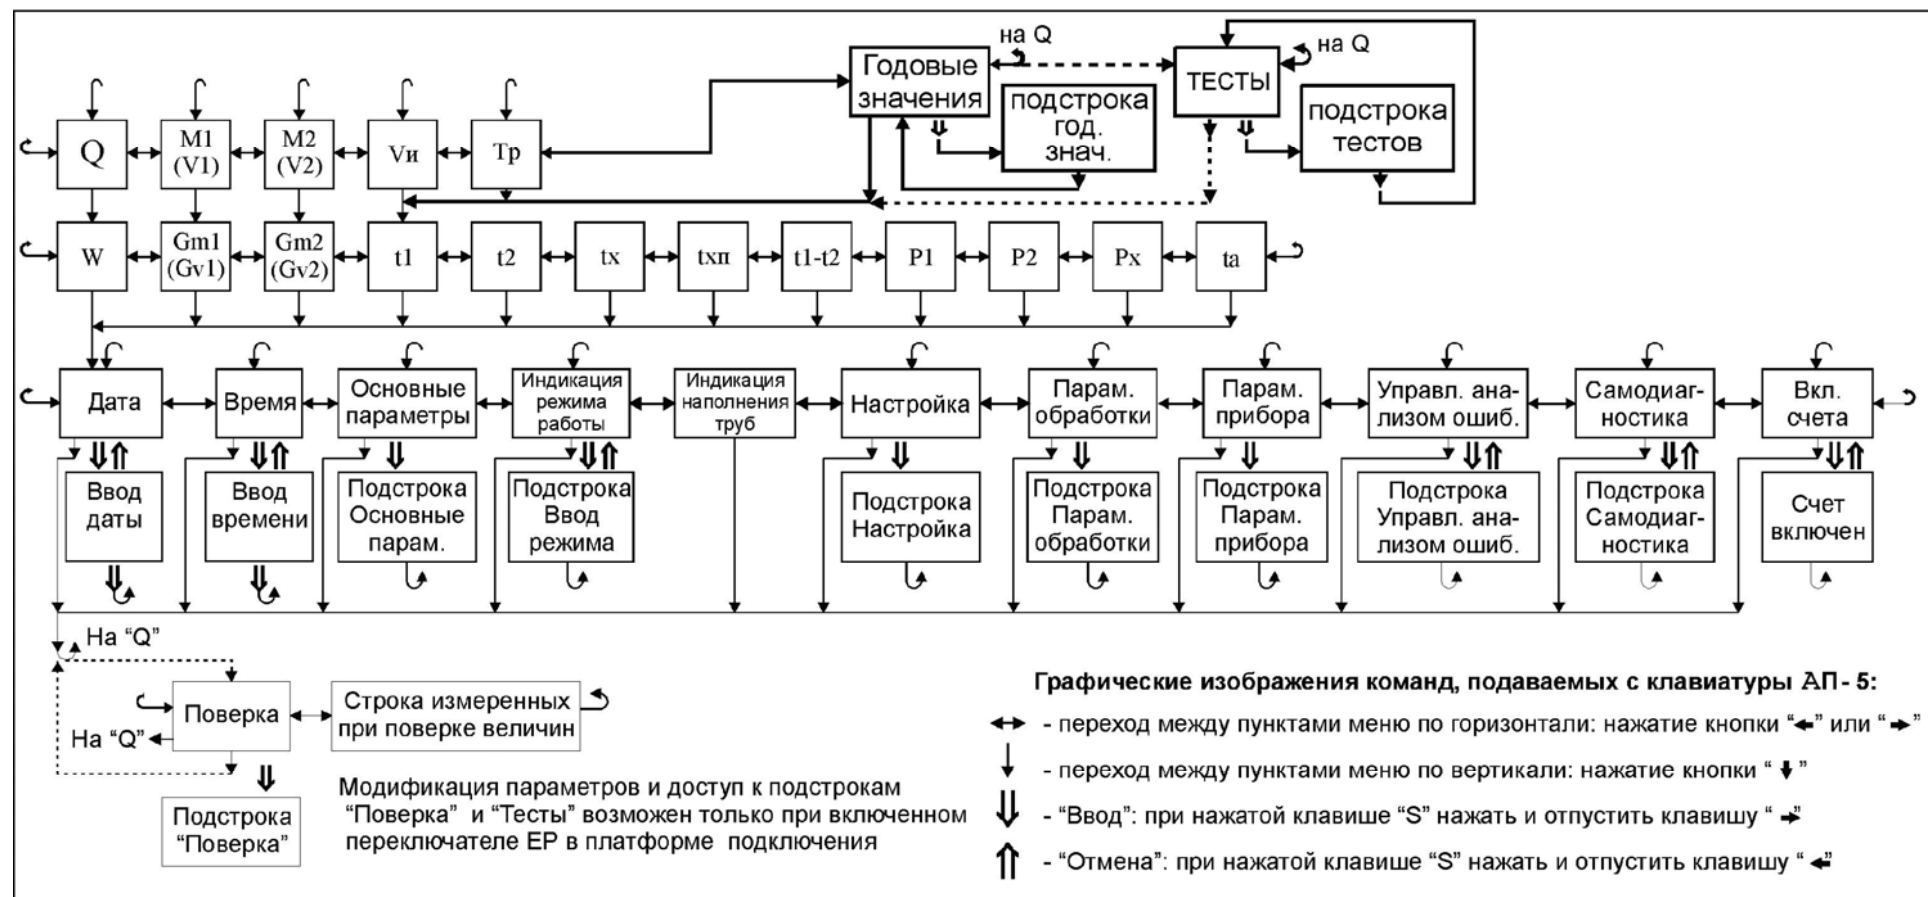 на Q
на Q
Годовые
значения
ТЕСТЫ
подстрока
год.
знач.
подстрока
тестов
Q
М1
(V1)
М2
(V2)
Vи
Тр
W
Gm1
(Gv1)
Gm2
(Gv2)
t1
t2
tx
tхп
t1-t2
P1
P2
Px
ta
Дата
Время
Основные
параметры
Индикация
режима
работы
Индикация
наполнения
труб
Настройка
Парам.
обработки
Парам.
прибора
Управл. ана-
лизом ошиб.
Самодиаг-
ностика
Вкл.
счета
Ввод
даты
Ввод
времени
Подстрока
Основные
парам.
Подстрока
Ввод
режима
Подстрока
Настройка
Подстрока
Парам.
обработки
Подстрока
Парам.
прибора
Подстрока
Управл. ана-
лизом ошиб.
Подстрока
Самодиаг-
ностика
Счет
включен
На “Q”
Поверка
Строка измеренных
при поверке величин
На “Q”
Подстрока
“Поверка”
Модификация параметров и доступ к подстрокам
“Поверка” и “Тесты” возможен только при включенном
переключателе ЕР в платформе подключения
Графические изображения команд, подаваемых с клавиатуры АП - 5:
↔ - переход между пунктами меню по горизонтали: нажатие кнопки “←” или “→”
↓ - переход между пунктами меню по вертикали: нажатие кнопки “ ↓ ”
⇓ - “Ввод”: при нажатой клавише “S” нажать и отпустить клавишу “ →”
⇑ - “Отмена”: при нажатой клавише “S” нажать и отпустить клавишу “ ←”